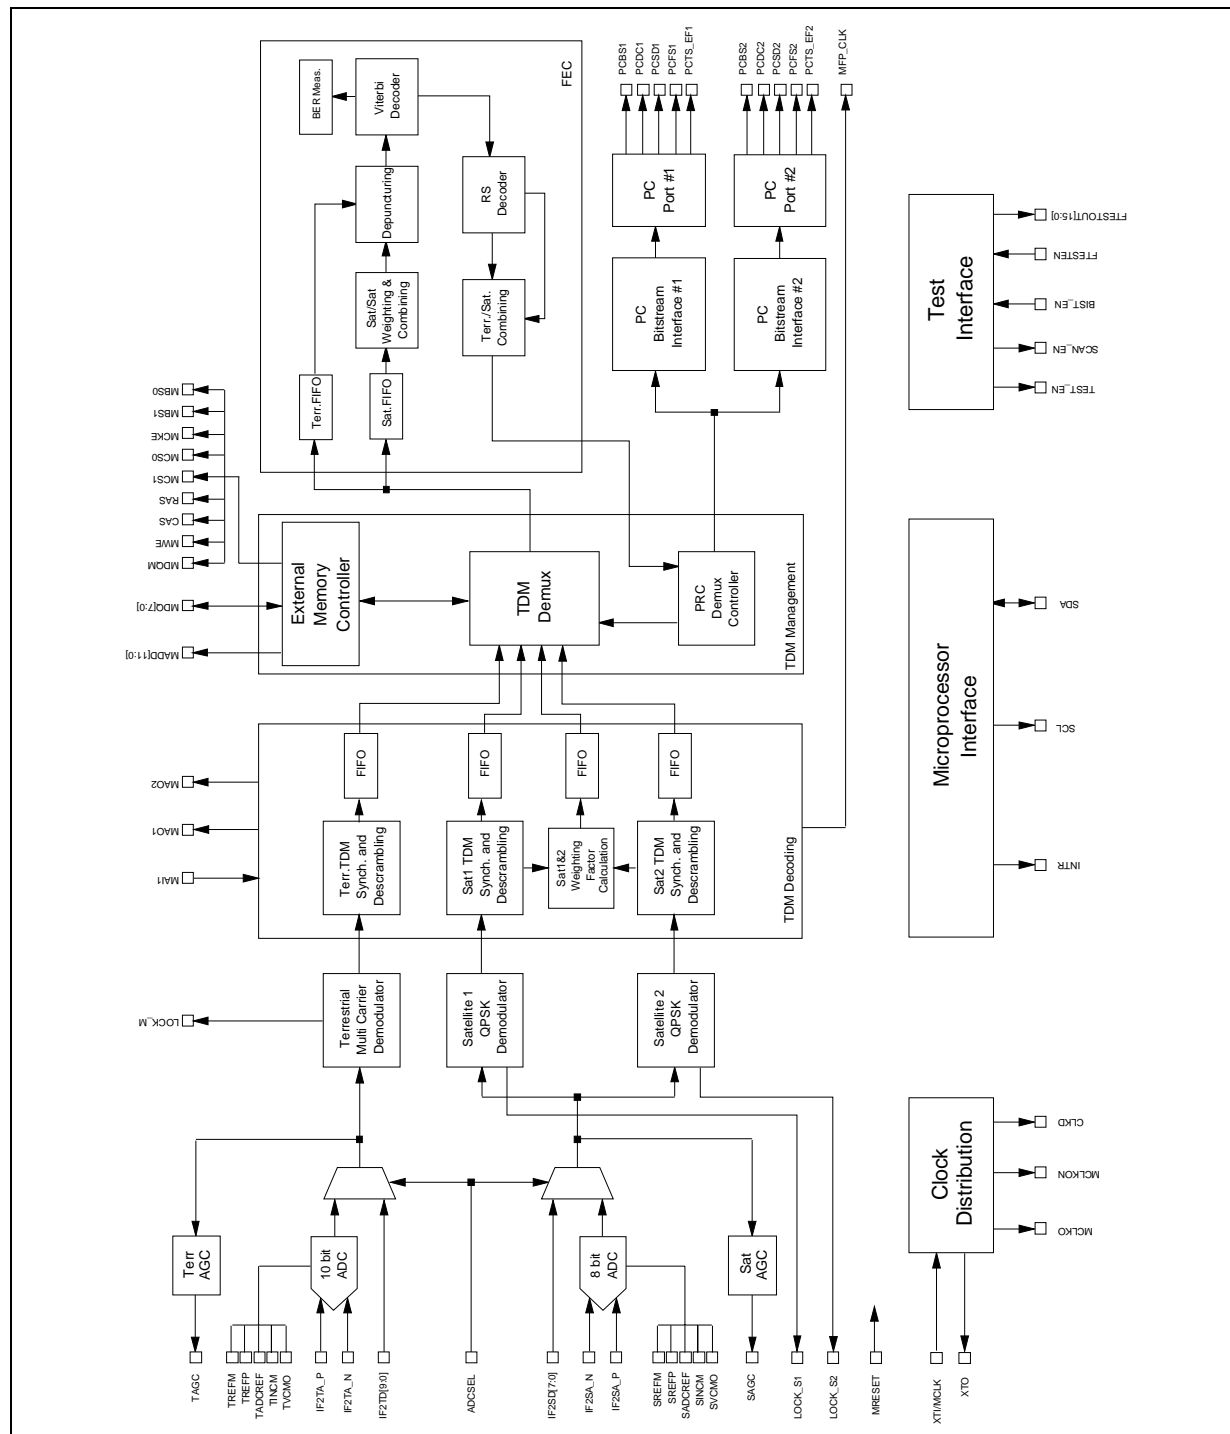 FEC
BER Meas.
Viterbi
Decoder
Depuncturing
Sat/Sat
Weighting &
Combining
Terr.FIFO
Sat.FIFO
RS
Decoder
Terr./Sat.
Combining
PCBS1
PCDC1
PCSD1
PCFS1
PCTS_EF1
PCBS2
PCDC2
PCSD2
PCFS2
PCTS_EF2
MFP_CLK
PC
Port #1
PC
Port #2
PC
Bitstream
Interface #1
PC
Bitstream
Interface #2
Test
Interface
FTESTOUT[15:0]
FTESTEN
BIST_EN
SCAN_EN
TEST_EN
MBS0
MBS1
MCKE
MCS0
MCS1
RAS
CAS
MWE
MDQM
MDQ[7:0]
MADD[11:0]
External
Memory
Controller
TDM
Demux
PRC
Demux
Controller
TDM Management
MAO2
MAO1
MAI1
FIFO
FIFO
FIFO
FIFO
Terr.TDM
Synch. and
Descrambling
Sat1 TDM
Synch. and
Descrambling
Sat1&2
Weighting
Factor
Calculation
Sat2 TDM
Synch. and
Descrambling
TDM Decoding
Microprocessor
Interface
SDA
SCL
INTR
LOCK_M
Terrestrial
Multi Carrier
Demodulator
Satellite 1
QPSK
Demodulator
Satellite 2
QPSK
Demodulator
Clock
Distribution
CLKD
MCLKON
MCLKO
Terr
AGC
10 bit
ADC
8 bit
ADC
Sat
AGC
TAGC
TREFM
TREFP
TADCREF
TINCM
TVCMO
IF2TA_P
IF2TA_N
IF2TD[9:0]
ADCSEL
IF2SD[7:0]
IF2SA_N
IF2SA_P
SREFM
SREFP
SADCREF
SINCM
SVCMO
SAGC
LOCK_S1
LOCK_S2
MRESET
XTI/MCLK
XTO